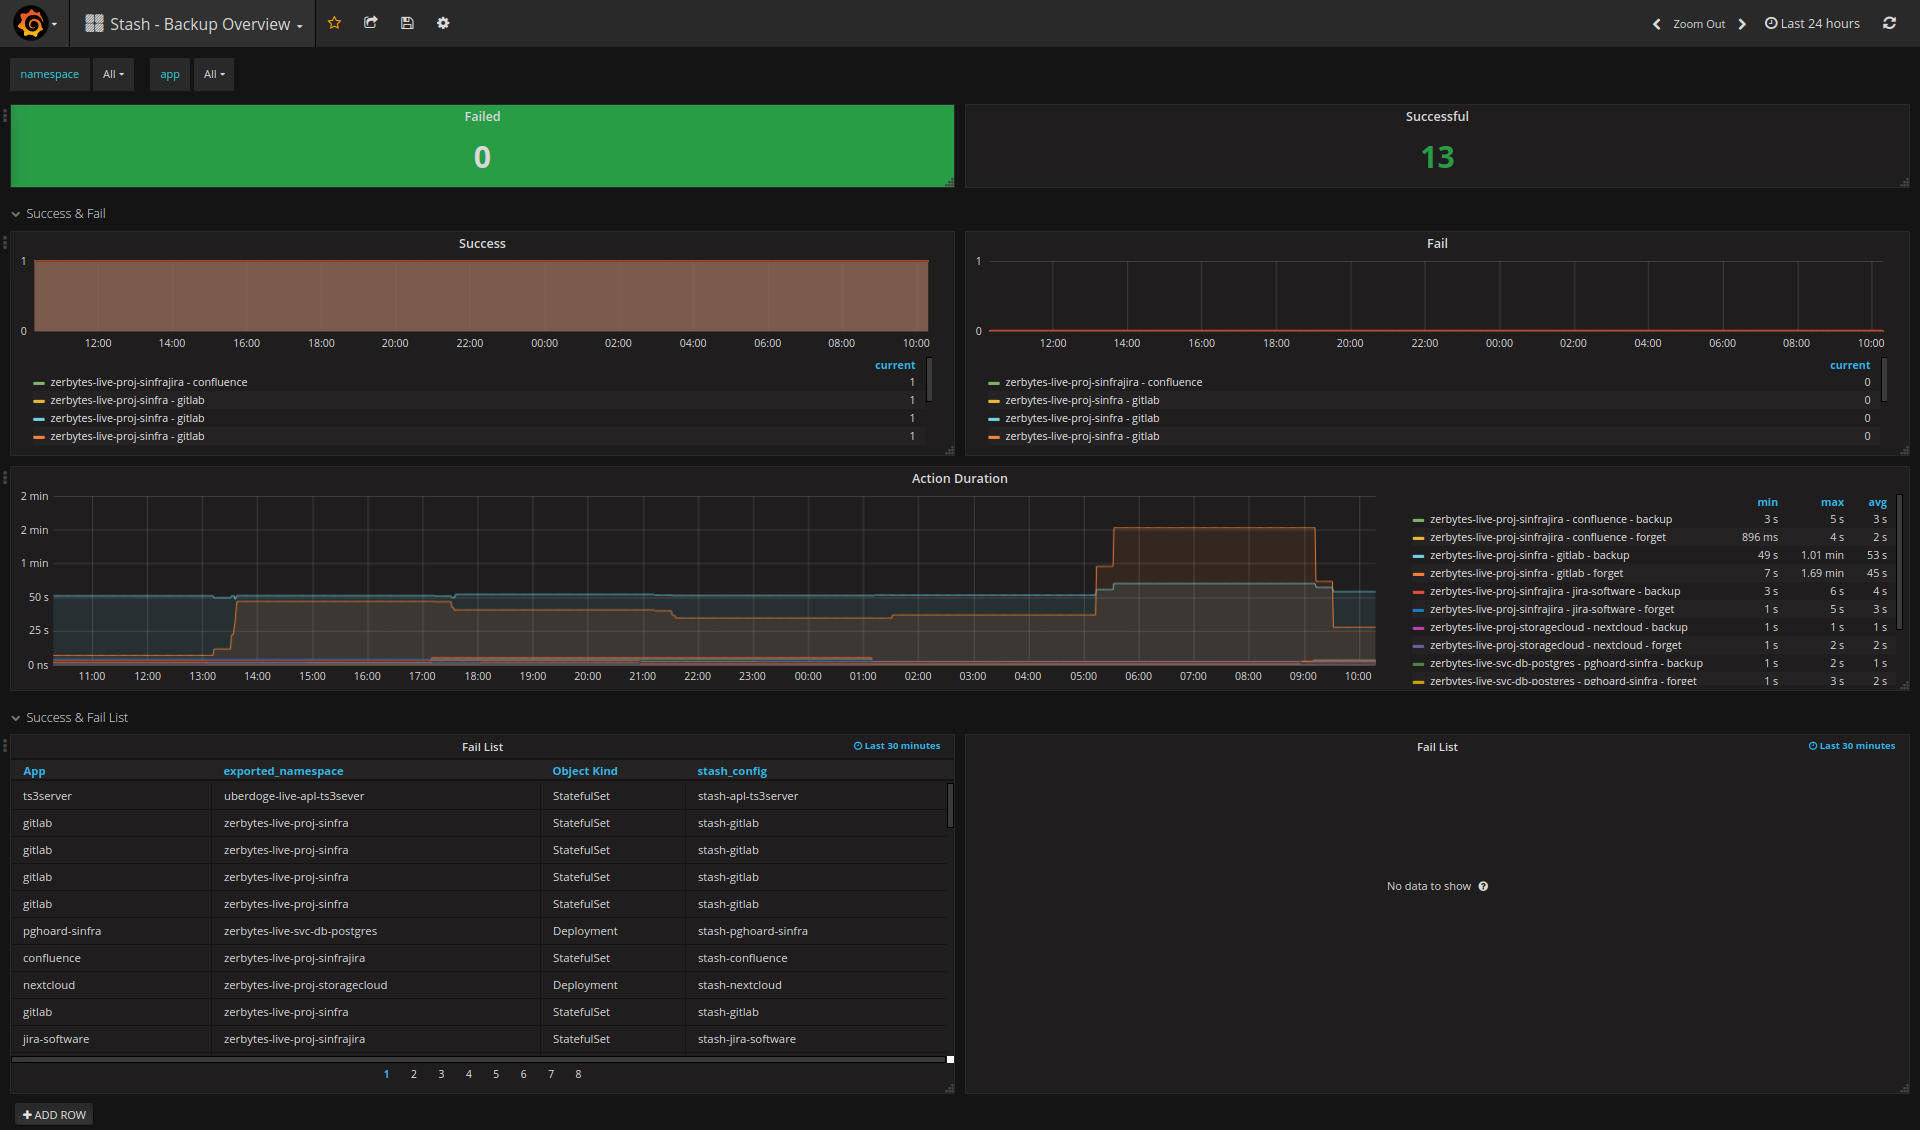 Stash - Backup Overview
Zoom Out
Last 24 hours
namespace All app All
Failed
0
Successful
13
Success & Fail
Success
1
0
12:00 14:00 16:00 18:00 20:00 22:00 00:00 02:00 04:00 06:00 08:00 10:00
current
zerbytes-live-proj-sinfrajira - confluence 1
zerbytes-live-proj-sinfra - gitlab 1
zerbytes-live-proj-sinfra - gitlab 1
zerbytes-live-proj-sinfra - gitlab 1
Fail
1
0
12:00 14:00 16:00 18:00 20:00 22:00 00:00 02:00 04:00 06:00 08:00 10:00
current
zerbytes-live-proj-sinfrajira - confluence 0
zerbytes-live-proj-sinfra - gitlab 0
zerbytes-live-proj-sinfra - gitlab 0
zerbytes-live-proj-sinfra - gitlab 0
Action Duration
2 min
2 min
1 min
50 s
25 s
0 ns
11:00 12:00 13:00 14:00 15:00 16:00 17:00 18:00 19:00 20:00 21:00 22:00 23:00 00:00 01:00 02:00 03:00 04:00 05:00 06:00 07:00 08:00 09:00 10:00
min max avg
zerbytes-live-proj-sinfrajira - confluence - backup 3 s 5 s 3 s
zerbytes-live-proj-sinfrajira - confluence - forget 896 ms 4 s 2 s
zerbytes-live-proj-sinfra - gitlab - backup 49 s 1.01 min 53 s
zerbytes-live-proj-sinfra - gitlab - forget 7 s 1.69 min 45 s
zerbytes-live-proj-sinfrajira - jira-software - backup 3 s 6 s 4 s
zerbytes-live-proj-sinfrajira - jira-software - forget 1 s 5 s 3 s
zerbytes-live-proj-storagecloud - nextcloud - backup 1 s 1 s 1 s
zerbytes-live-proj-storagecloud - nextcloud - forget 1 s 2 s 2 s
zerbytes-live-svc-db-postgres - pghoard-sinfra - backup 1 s 2 s 1 s
zerbytes-live-svc-db-postgres - pghoard-sinfra - forget 1 s 3 s 2 s
Success & Fail List
Fail List
Last 30 minutes
App exported_namespace Object Kind stash_config
ts3server uberdoge-live-apl-ts3sever StatefulSet stash-apl-ts3server
gitlab zerbytes-live-proj-sinfra StatefulSet stash-gitlab
gitlab zerbytes-live-proj-sinfra StatefulSet stash-gitlab
gitlab zerbytes-live-proj-sinfra StatefulSet stash-gitlab
gitlab zerbytes-live-proj-sinfra StatefulSet stash-gitlab
pghoard-sinfra zerbytes-live-svc-db-postgres Deployment stash-pghoard-sinfra
confluence zerbytes-live-proj-sinfrajira StatefulSet stash-confluence
nextcloud zerbytes-live-proj-storagecloud Deployment stash-nextcloud
gitlab zerbytes-live-proj-sinfra StatefulSet stash-gitlab
jira-software zerbytes-live-proj-sinfrajira StatefulSet stash-jira-software
1 2 3 4 5 6 7 8
Fail List
Last 30 minutes
No data to show
ADD ROW